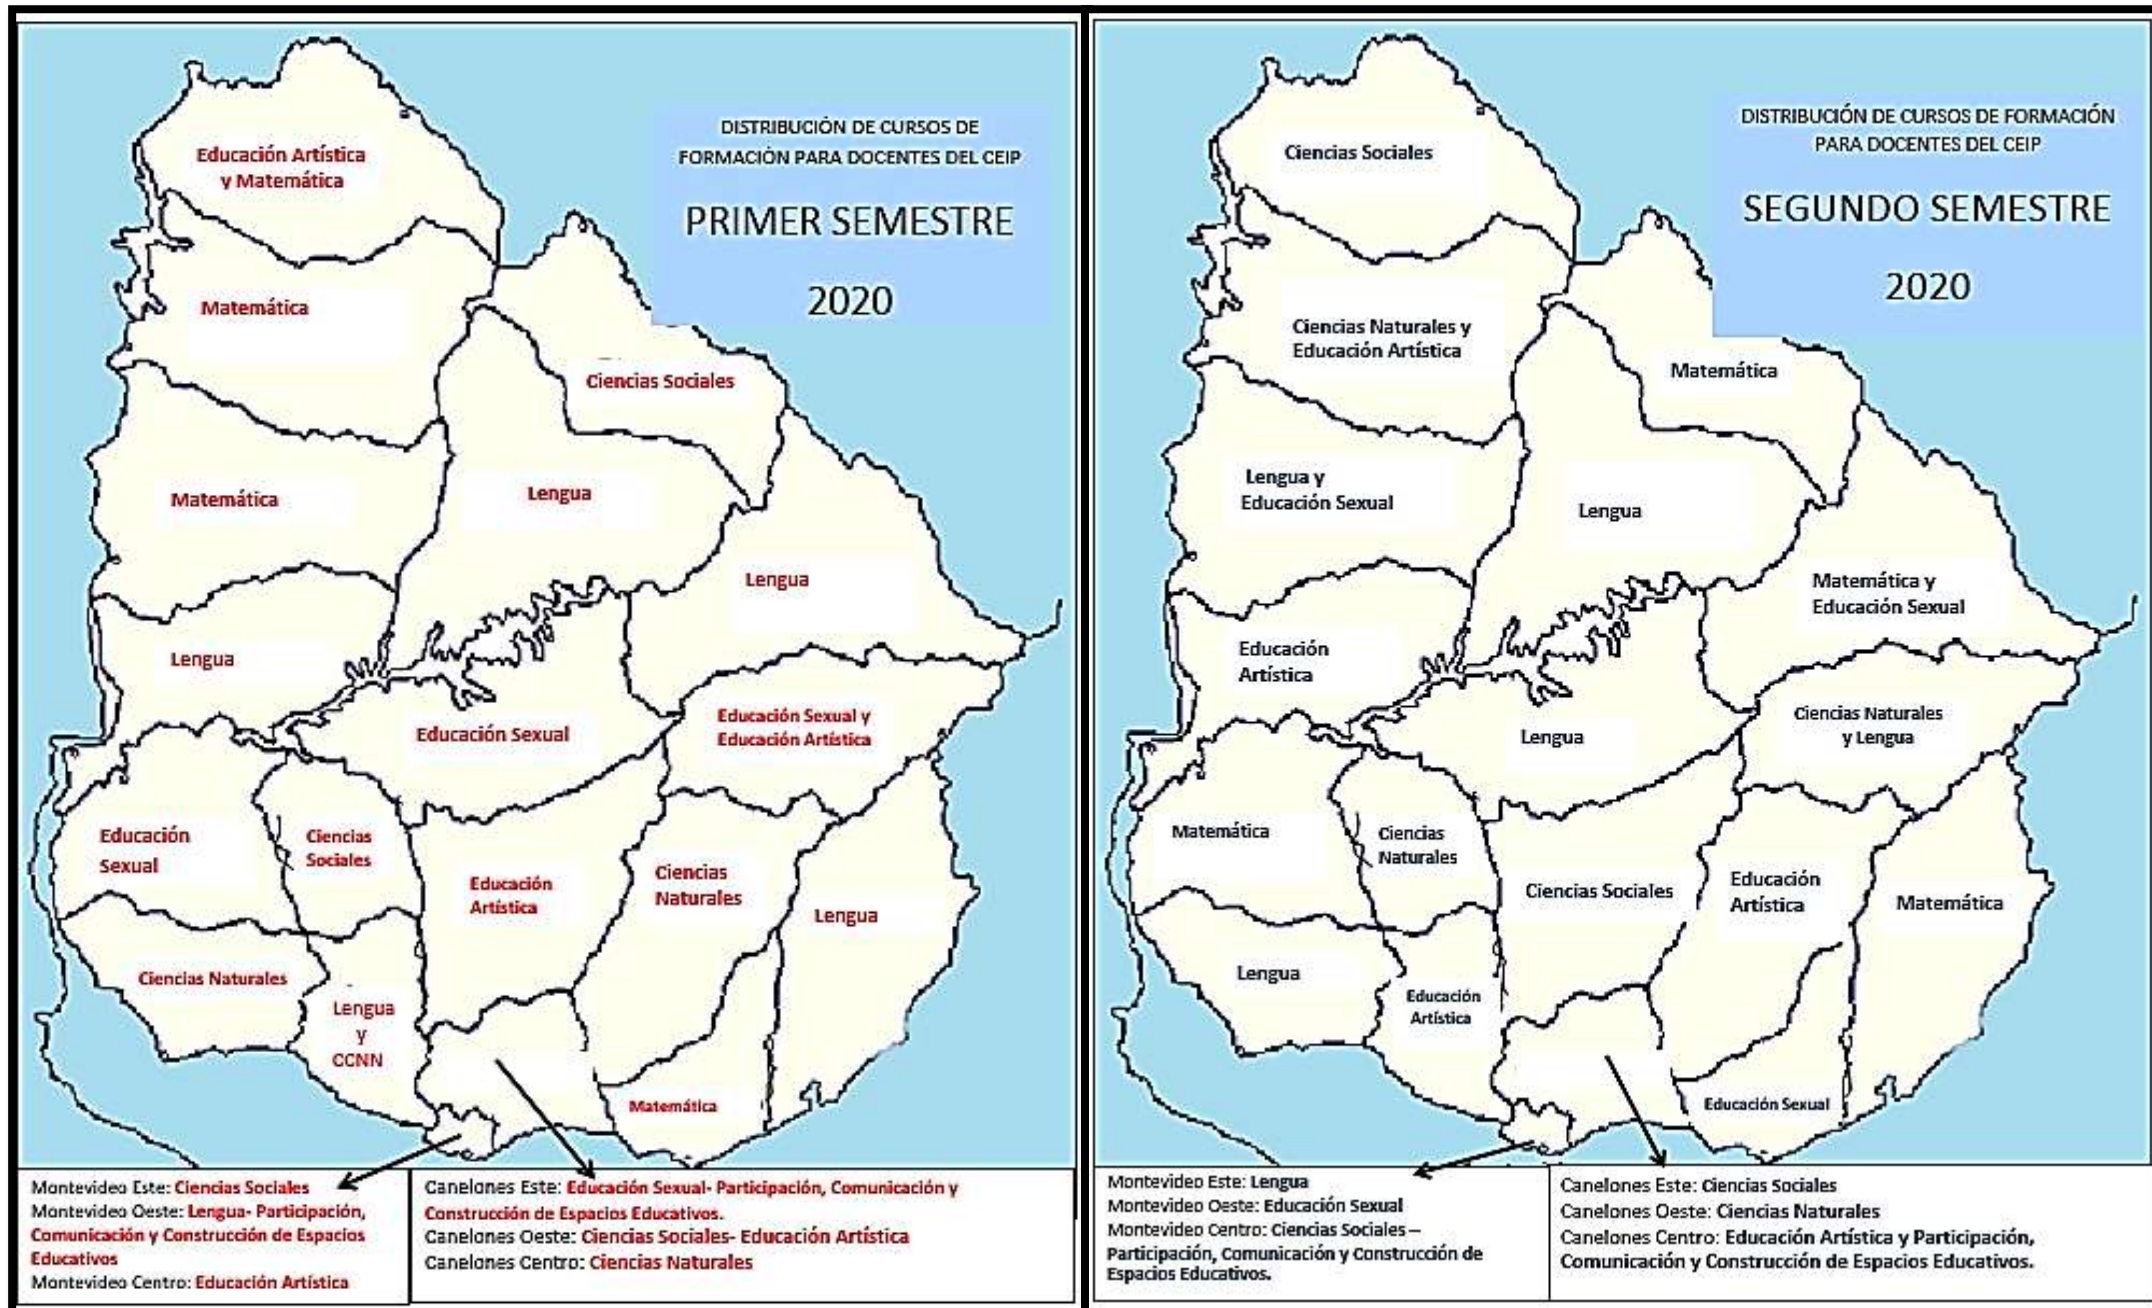 DISTRIBUCIÓN DE CURSOS DE
FORMACIÓN PARA DOCENTES DEL CEIP
PRIMER SEMESTRE
2020
Educación Artística
y Matemática
Matemática
Ciencias Sociales
Matemática
Lengua
Lengua
Lengua
Educación Sexual
Educación Sexual y
Educación Artística
Educación
Sexual
Ciencias
Sociales
Educación
Artística
Ciencias
Naturales
Lengua
Ciencias Naturales
Lengua
y
CCNN
Matemática
Montevideo Este: Ciencias Sociales
Montevideo Oeste: Lengua- Participación,
Comunicación y Construcción de Espacios
Educativos
Montevideo Centro: Educación Artística
Canelones Este: Educación Sexual- Participación, Comunicación y
Construcción de Espacios Educativos.
Canelones Oeste: Ciencias Sociales- Educación Artística
Canelones Centro: Ciencias Naturales
DISTRIBUCIÓN DE CURSOS DE FORMACIÓN
PARA DOCENTES DEL CEIP
SEGUNDO SEMESTRE
2020
Ciencias Sociales
Ciencias Naturales y
Educación Artística
Matemática
Lengua y
Educación Sexual
Lengua
Matemática y
Educación Sexual
Educación
Artística
Lengua
Ciencias Naturales
y Lengua
Matemática
Ciencias
Naturales
Ciencias Sociales
Educación
Artística
Matemática
Lengua
Educación
Artística
Educación Sexual
Montevideo Este: Lengua
Montevideo Oeste: Educación Sexual
Montevideo Centro: Ciencias Sociales –
Participación, Comunicación y Construcción de
Espacios Educativos.
Canelones Este: Ciencias Sociales
Canelones Oeste: Ciencias Naturales
Canelones Centro: Educación Artística y Participación,
Comunicación y Construcción de Espacios Educativos.